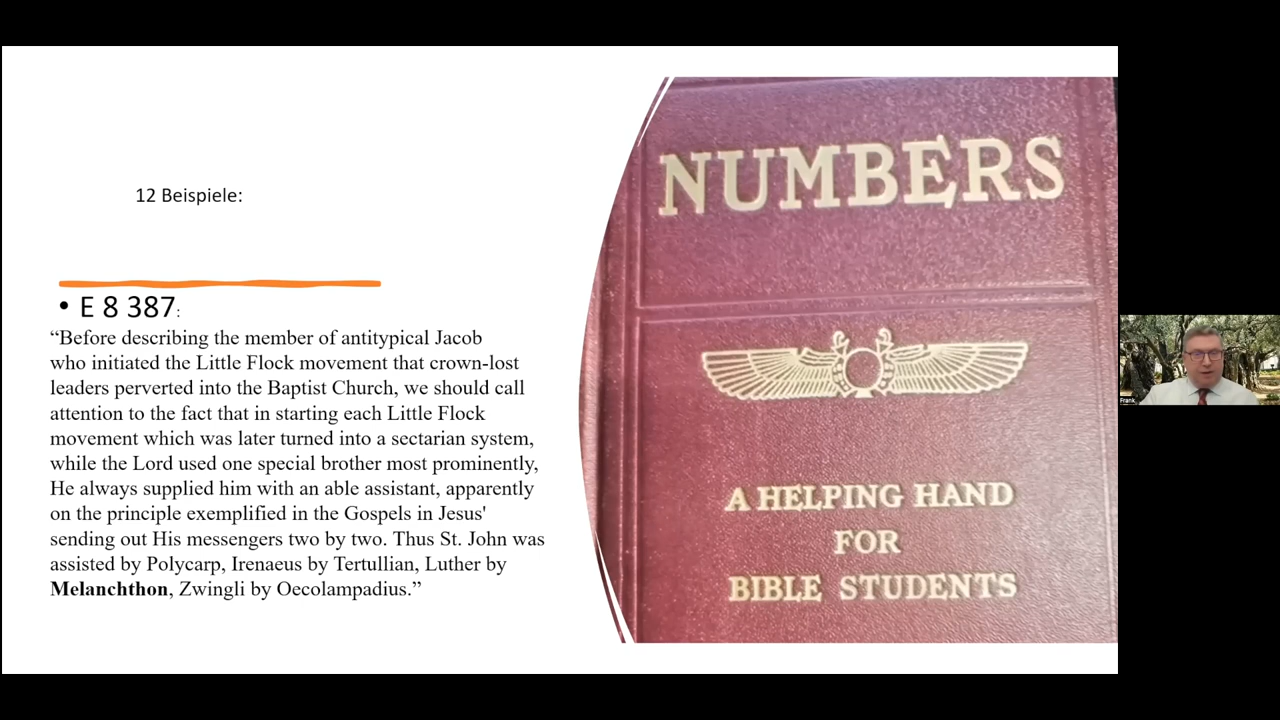 12 Beispiele:
• E 8 387:
“Before describing the member of antitypical Jacob
who initiated the Little Flock movement that crown-lost
leaders perverted into the Baptist Church, we should call
attention to the fact that in starting each Little Flock
movement which was later turned into a sectarian system,
while the Lord used one special brother most prominently,
He always supplied him with an able assistant, apparently
on the principle exemplified in the Gospels in Jesus'
sending out His messengers two by two. Thus St. John was
assisted by Polycarp, Irenaeus by Tertullian, Luther by
Melanchthon, Zwingli by Oecolampadius.”
NUMBERS
A HELPING HAND
FOR
BIBLE STUDENTS
Frank